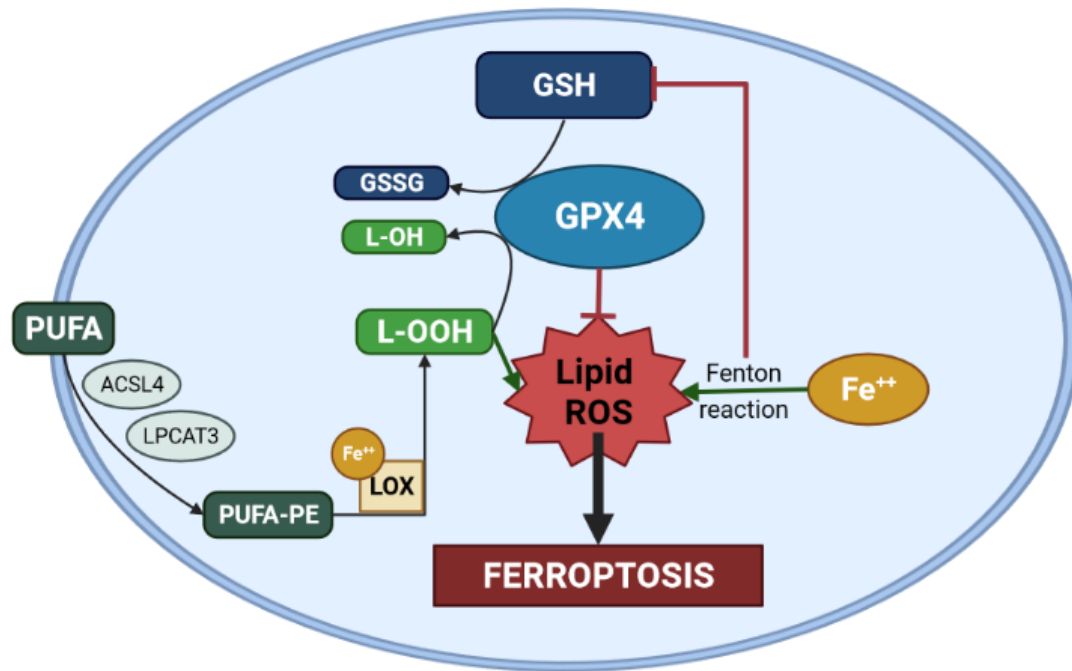 GSH
GSSG
GPX4
L-OH
PUFA
L-OOH
ACSL4
Lipid
ROS
Fenton
reaction
Fe⁺⁺
LPCAT3
Fe⁺⁺
LOX
PUFA-PE
FERROPTOSIS